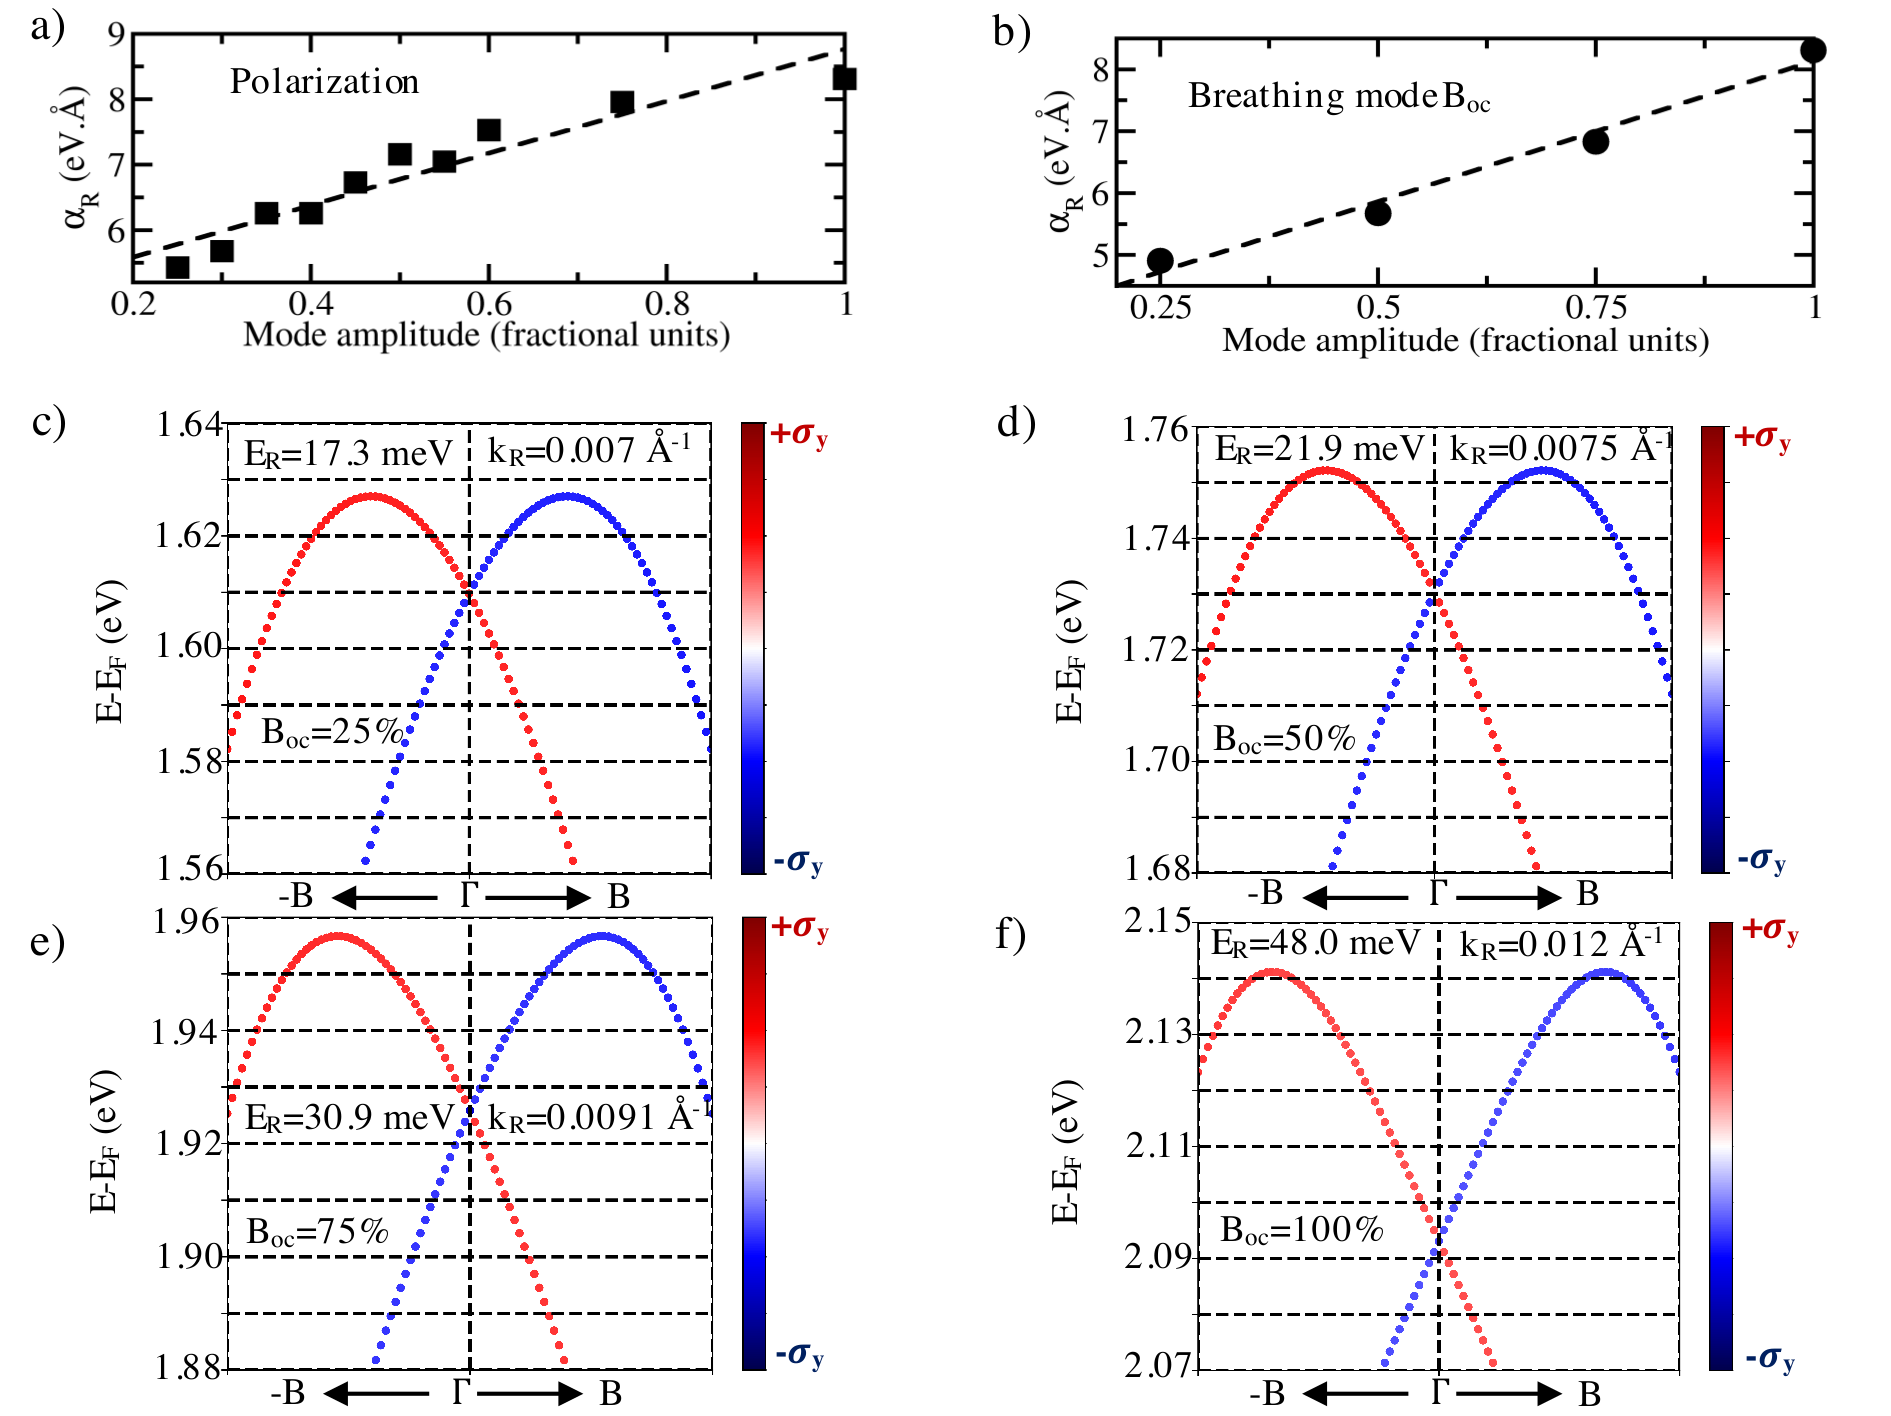 a)
Polarization
α_R (eV.Å)
9
8
7
6
0.2 0.4 0.6 0.8 1
Mode amplitude (fractional units)
b)
Breathing mode B_oc
α_R (eV.Å)
8
7
6
5
0.25 0.5 0.75 1
Mode amplitude (fractional units)
c)
E_R=17.3 meV k_R=0.007 Å^-1
B_oc=25%
E-E_F (eV)
1.64
1.62
1.60
1.58
1.56
-B Γ B
+σ_y
-σ_y
d)
E_R=21.9 meV k_R=0.0075 Å^-1
B_oc=50%
E-E_F (eV)
1.76
1.74
1.72
1.70
1.68
-B Γ B
+σ_y
-σ_y
e)
E_R=30.9 meV k_R=0.0091 Å^-1
B_oc=75%
E-E_F (eV)
1.96
1.94
1.92
1.90
1.88
-B Γ B
+σ_y
-σ_y
f)
E_R=48.0 meV k_R=0.012 Å^-1
B_oc=100%
E-E_F (eV)
2.15
2.13
2.11
2.09
2.07
-B Γ B
+σ_y
-σ_y